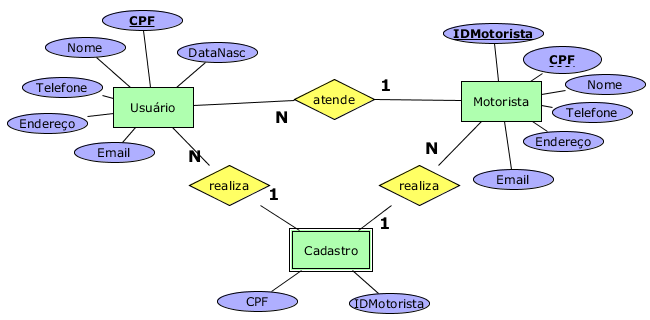 CPF
IDMotorista
Nome
DataNasc
CPF
Telefone
Nome
Usuário
atende
1
Motorista
Endereço
N
Telefone
Email
Endereço
N
N
Email
realiza
realiza
1
1
Cadastro
CPF
IDMotorista